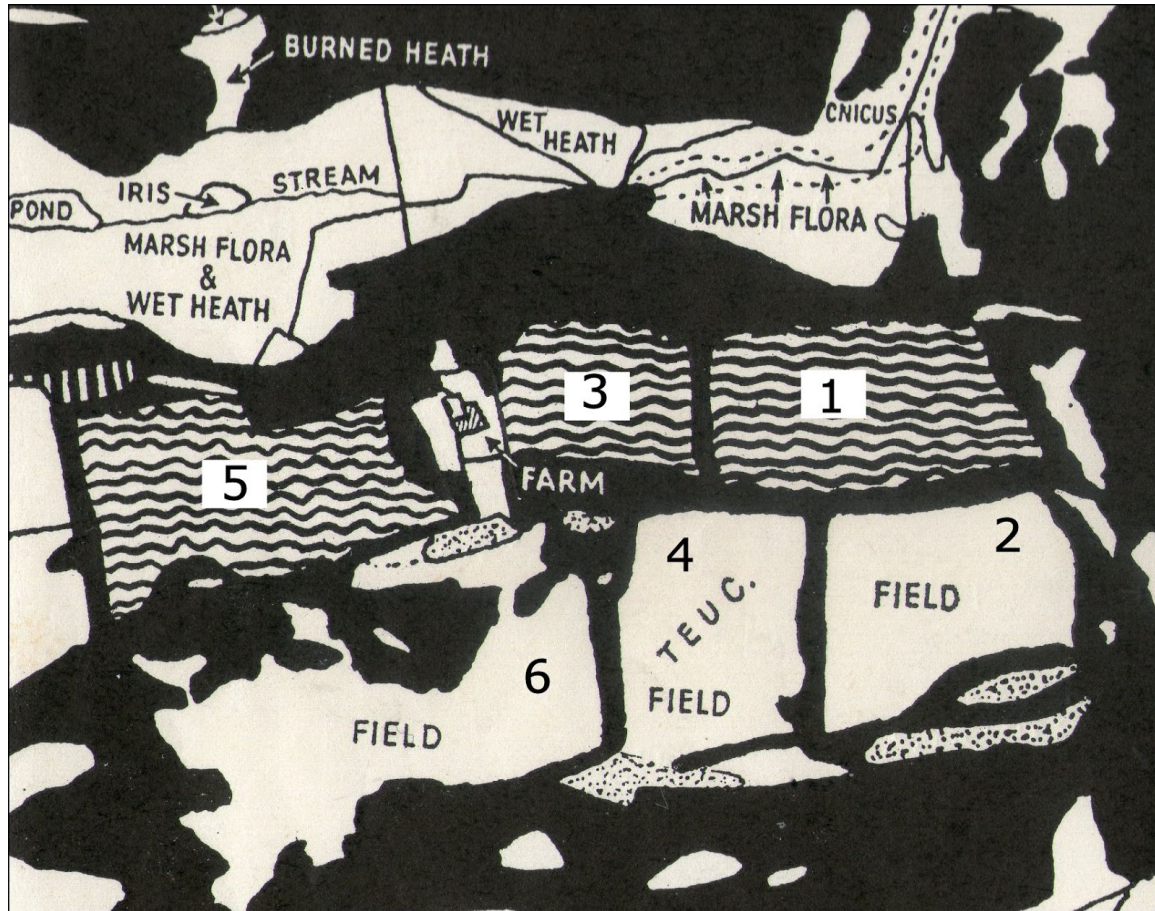 BURNED HEATH
WET
HEATH
CNICUS
IRIS
STREAM
POND
MARSH FLORA
MARSH FLORA
&
WET HEATH
3
1
5
FARM
4
2
TEUC.
FIELD
6
FIELD
FIELD